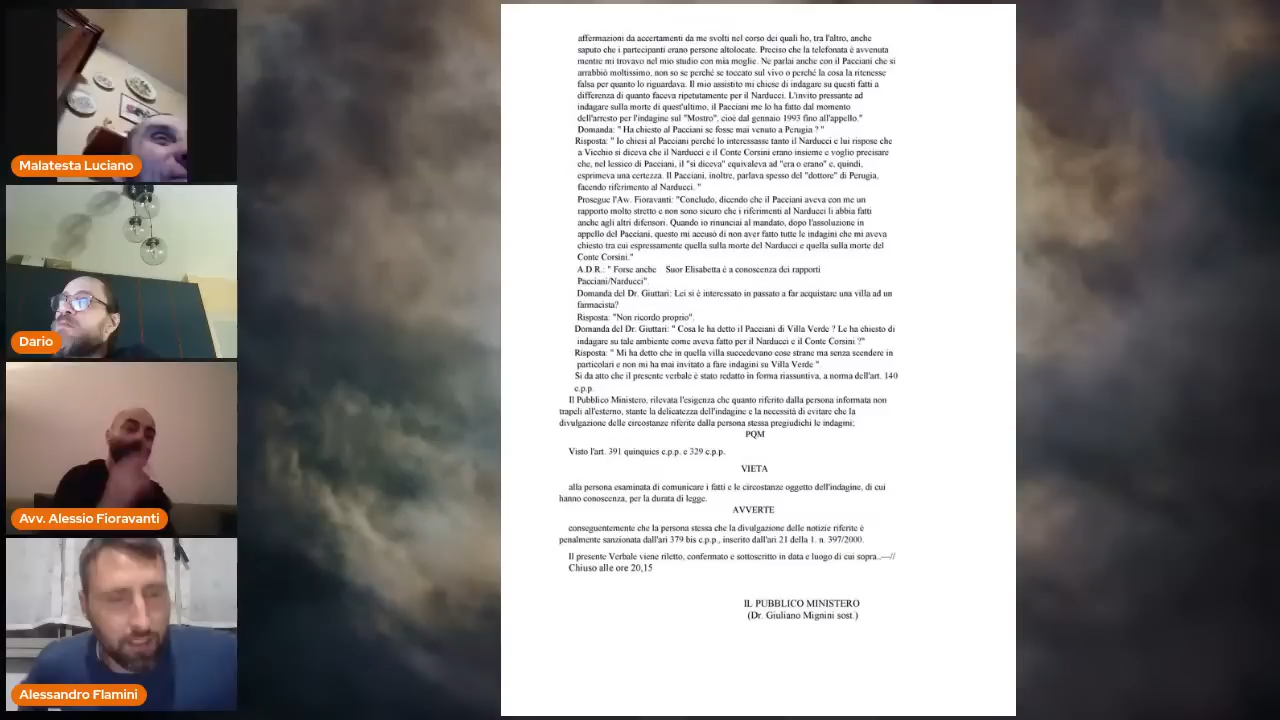 Malatesta Luciano
Dario
Avv. Alessio Fioravanti
Alessandro Flamini
affermazioni da accertamenti da me svolti nel corso dei quali ho, tra l'altro, anche
saputo che i partecipanti erano persone altolocate. Preciso che la telefonata è avvenuta
mentre mi trovavo nel mio studio con mia moglie. Ne parlai anche con il Pacciani che si
arrabbiò moltissimo, non so se perché se toccato sul vivo o perché la cosa la ritenesse
falsa per quanto lo riguardava. Il mio assistito mi chiese di indagare su questi fatti a
differenza di quanto faceva ripetutamente per il Narducci. L'invito pressante ad
indagare sulla morte di quest'ultimo, il Pacciani me lo ha fatto dal momento
dell'arresto per l'indagine sul "Mostro", cioè dal gennaio 1993 fino all'appello."
Domanda: " Ha chiesto al Pacciani se fosse mai venuto a Perugia ? "
Risposta: " Io chiesi al Pacciani perché lo interessasse tanto il Narducci e lui rispose che
a Vicchio si diceva che il Narducci e il Conte Corsini erano insieme e voglio precisare
che, nel lessico di Pacciani, il "si diceva" equivaleva ad "era o erano" e, quindi,
esprimeva una certezza. Il Pacciani, inoltre, parlava spesso del "dottore" di Perugia,
facendo riferimento al Narducci. "
Prosegue l'Aw. Fioravanti: "Concludo, dicendo che il Pacciani aveva con me un
rapporto molto stretto e non sono sicuro che i riferimenti al Narducci li abbia fatti
anche agli altri difensori. Quando io rinunciai al mandato, dopo l'assoluzione in
appello del Pacciani, questo mi accusò di non aver fatto tutte le indagini che mi aveva
chiesto tra cui espressamente quella sulla morte del Narducci e quella sulla morte del
Conte Corsini."
A.D.R.: " Forse anche Suor Elisabetta è a conoscenza dei rapporti
Pacciani/Narducci".
Domanda del Dr. Giuttari: Lei si è interessato in passato a far acquistare una villa ad un
farmacista?
Risposta: "Non ricordo proprio".
Domanda del Dr. Giuttari: " Cosa le ha detto il Pacciani di Villa Verde ? Le ha chiesto di
indagare su tale ambiente come aveva fatto per il Narducci e il Conte Corsini ?"
Risposta: " Mi ha detto che in quella villa succedevano cose strane ma senza scendere in
particolari e non mi ha mai invitato a fare indagini su Villa Verde "
Si da atto che il presente verbale è stato redatto in forma riassuntiva, a norma dell'art. 140
c.p.p.
Il Pubblico Ministero, rilevata l'esigenza che quanto riferito dalla persona informata non
trapeli all'esterno, stante la delicatezza dell'indagine e la necessità di evitare che la
divulgazione delle circostanze riferite dalla persona stessa pregiudichi le indagmi;
PQM
Visto l'art. 391 quinquies c.p.p. e 329 c.p.p.
VIETA
alla persona esaminata di comunicare i fatti e le circostanze oggetto dell'indagine, di cui
hanno conoscenza, per la durata di legge.
AVVERTE
conseguentemente che la persona stessa che la divulgazione delle notizie riferite è
penalmente sanzionata dall'ari 379 bis c.p.p., inserito dall'ari 21 della 1. n. 397/2000.
Il presente Verbale viene riletto, confermato e sottoscritto in data e luogo di cui sopra..—//
Chiuso alle ore 20,15
IL PUBBLICO MINISTERO
(Dr. Giuliano Mignini sost.)